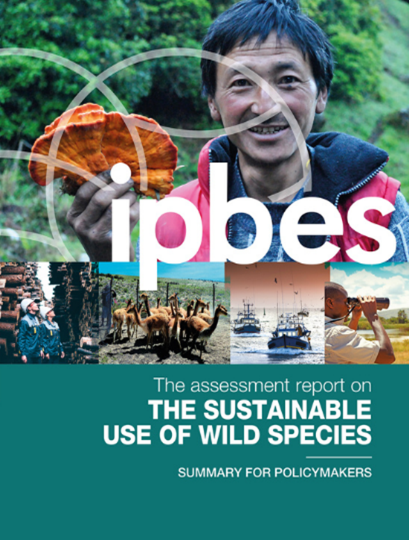 ipbes
The assessment report on
THE SUSTAINABLE
USE OF WILD SPECIES
SUMMARY FOR POLICYMAKERS